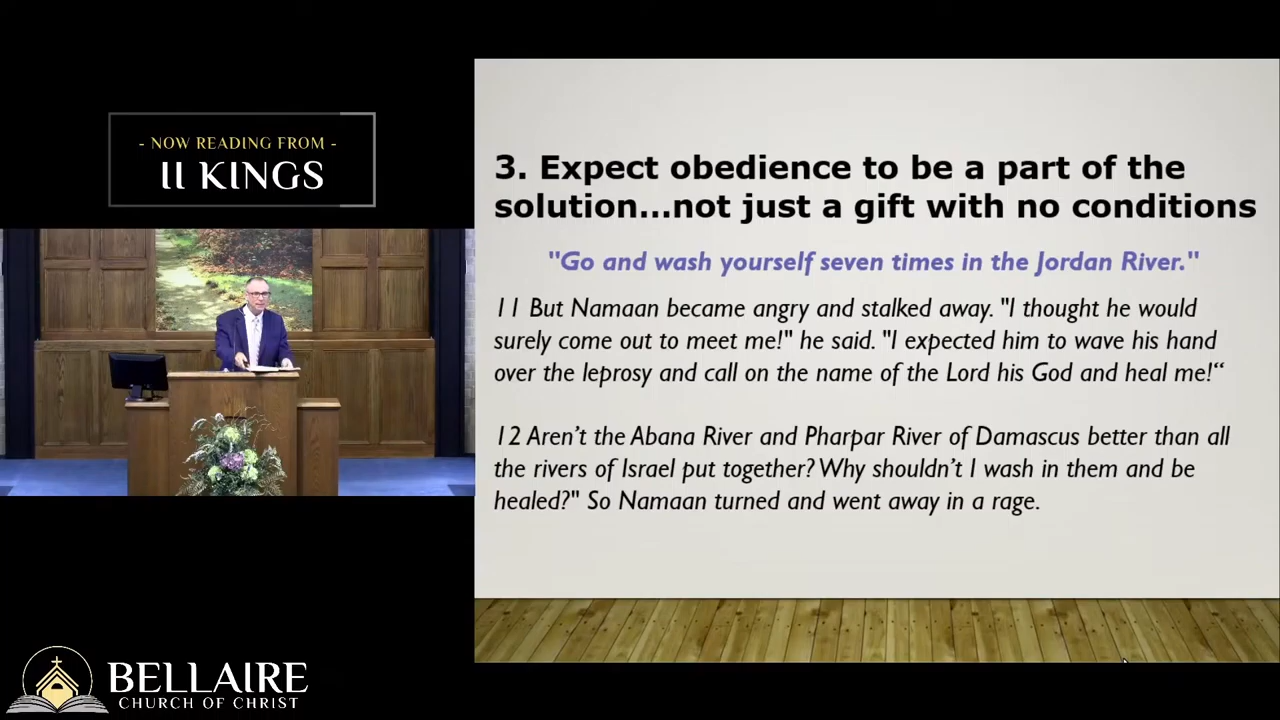 - NOW READING FROM -
II KINGS
3. Expect obedience to be a part of the
solution...not just a gift with no conditions
"Go and wash yourself seven times in the Jordan River."
11 But Namaan became angry and stalked away. "I thought he would
surely come out to meet me!" he said. "I expected him to wave his hand
over the leprosy and call on the name of the Lord his God and heal me!“
12 Aren’t the Abana River and Pharpar River of Damascus better than all
the rivers of Israel put together? Why shouldn’t I wash in them and be
healed?" So Namaan turned and went away in a rage.
BELLAIRE
CHURCH OF CHRIST